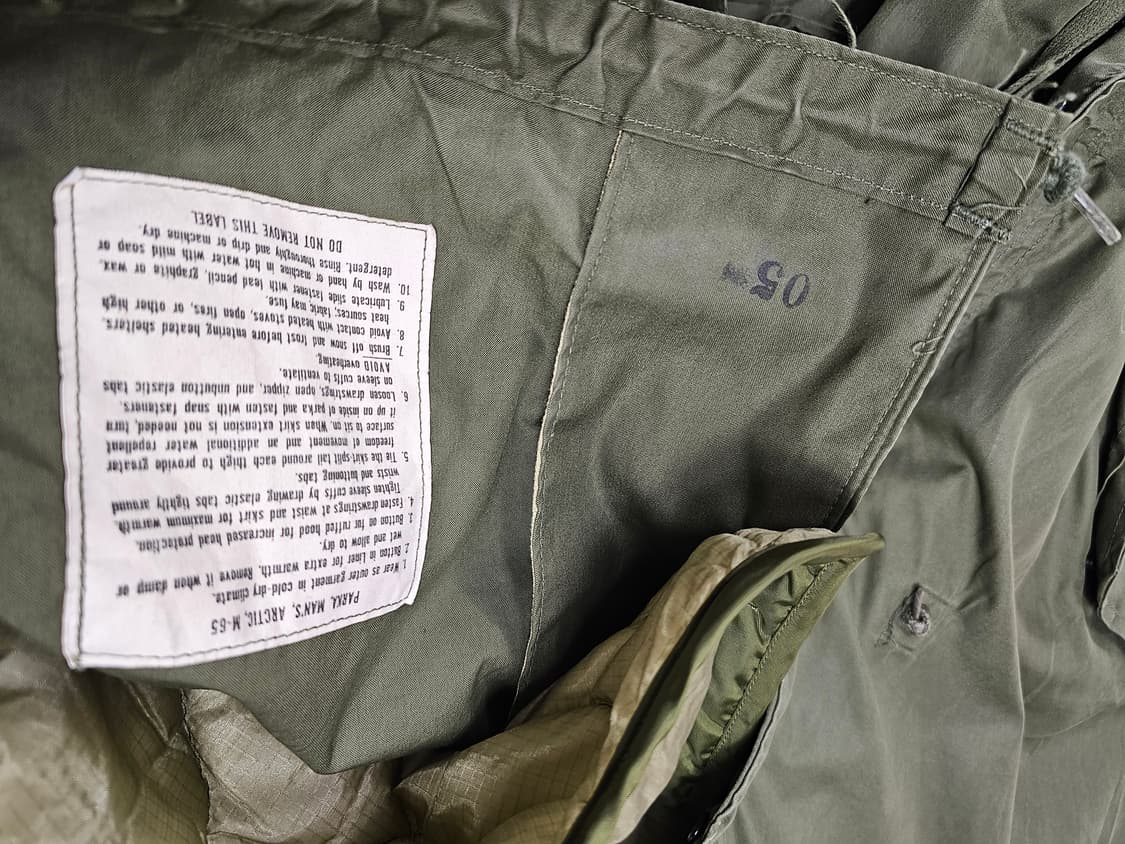 PARKA, MAN'S, ARCTIC, M-65
1. Wear as outer garment in cold-dry climate.
2. Button in Liner for extra warmth. Remove it when damp or
wet and allow to dry.
3. Button on fur ruffed hood for increased head protection.
4. Fasten drawstrings at waist and skirt for maximum warmth.
Tighten sleeve cuffs by drawing elastic tabs tightly around
wrists and buttoning tabs.
5. Tie the skirt-split tail around each thigh to provide greater
freedom of movement and an additional water repellent
surface to sit on. When skirt extension is not needed, turn
it up on inside of parka and fasten with snap fasteners.
6. Loosen drawstrings, open zipper, and unbutton elastic tabs
on sleeve cuffs to ventilate.
AVOID overheating.
7. Brush off snow and frost before entering heated shelters.
8. Avoid contact with heated stoves, open fires, or other high
heat sources; fabric may fuse.
9. Lubricate slide fastener with lead pencil, graphite or wax.
10. Wash by hand or machine in hot water with mild soap or
detergent. Rinse thoroughly and drip or machine dry.
DO NOT REMOVE THIS LABEL
05